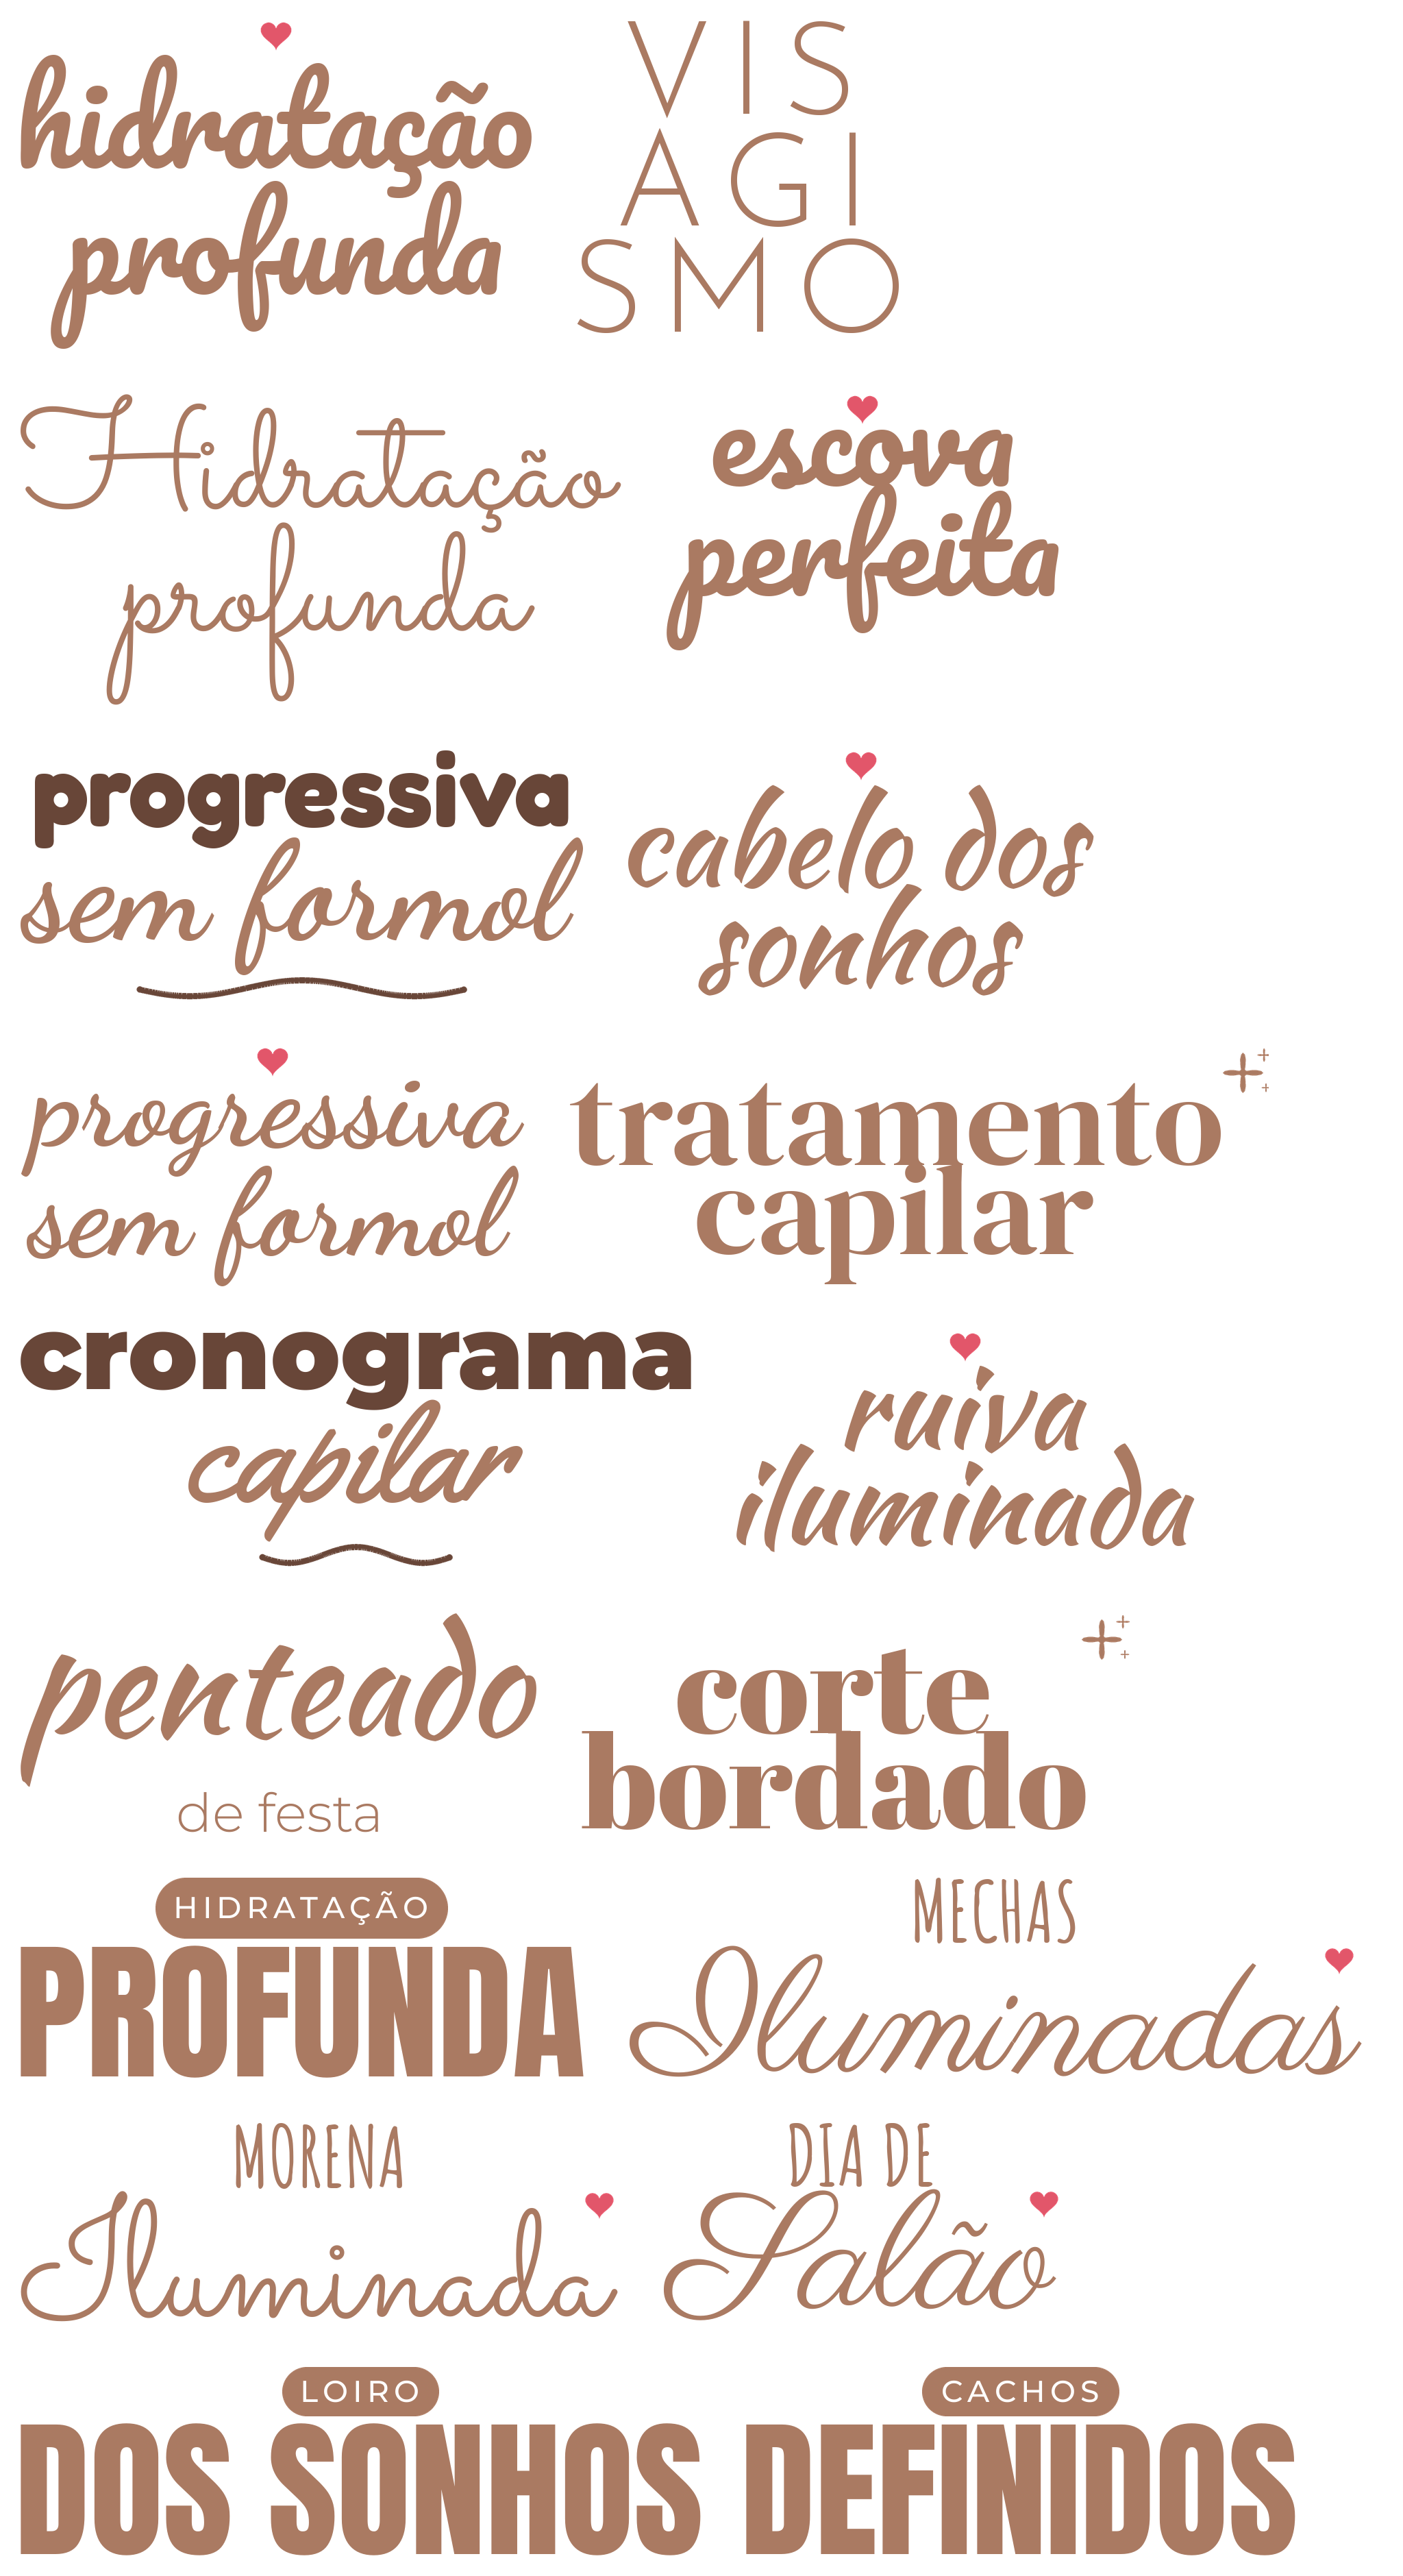 hidratação
profunda
VIS
AGI
SMO
Hidratação
profunda
escova
perfeita
progressiva
sem formol
cabelo dos
sonhos
progressiva
sem formol
tratamento
capilar
cronograma
capilar
ruiva
iluminada
penteado
de festa
corte
bordado
HIDRATAÇÃO
PROFUNDA
MECHAS
Iluminadas
MORENA
Iluminada
DIA DE
Salão
LOIRO
DOS SONHOS
CACHOS
DEFINIDOS